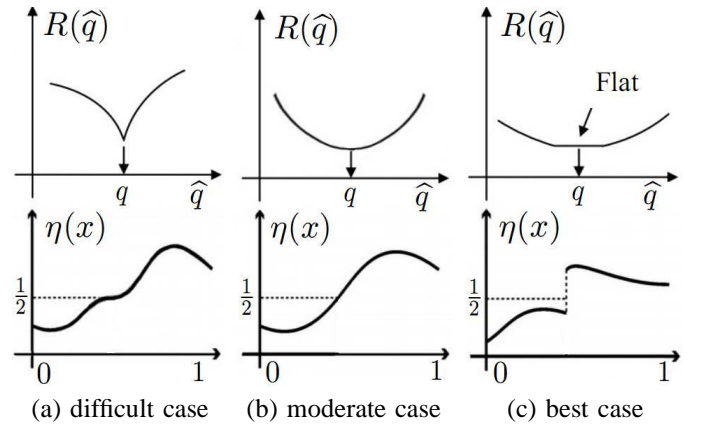 R(q̂)
R(q̂)
R(q̂)
Flat
q
q̂
q
q̂
q
q̂
η(x)
η(x)
η(x)
1/2
1/2
1/2
0
1
0
1
0
1
(a) difficult case
(b) moderate case
(c) best case